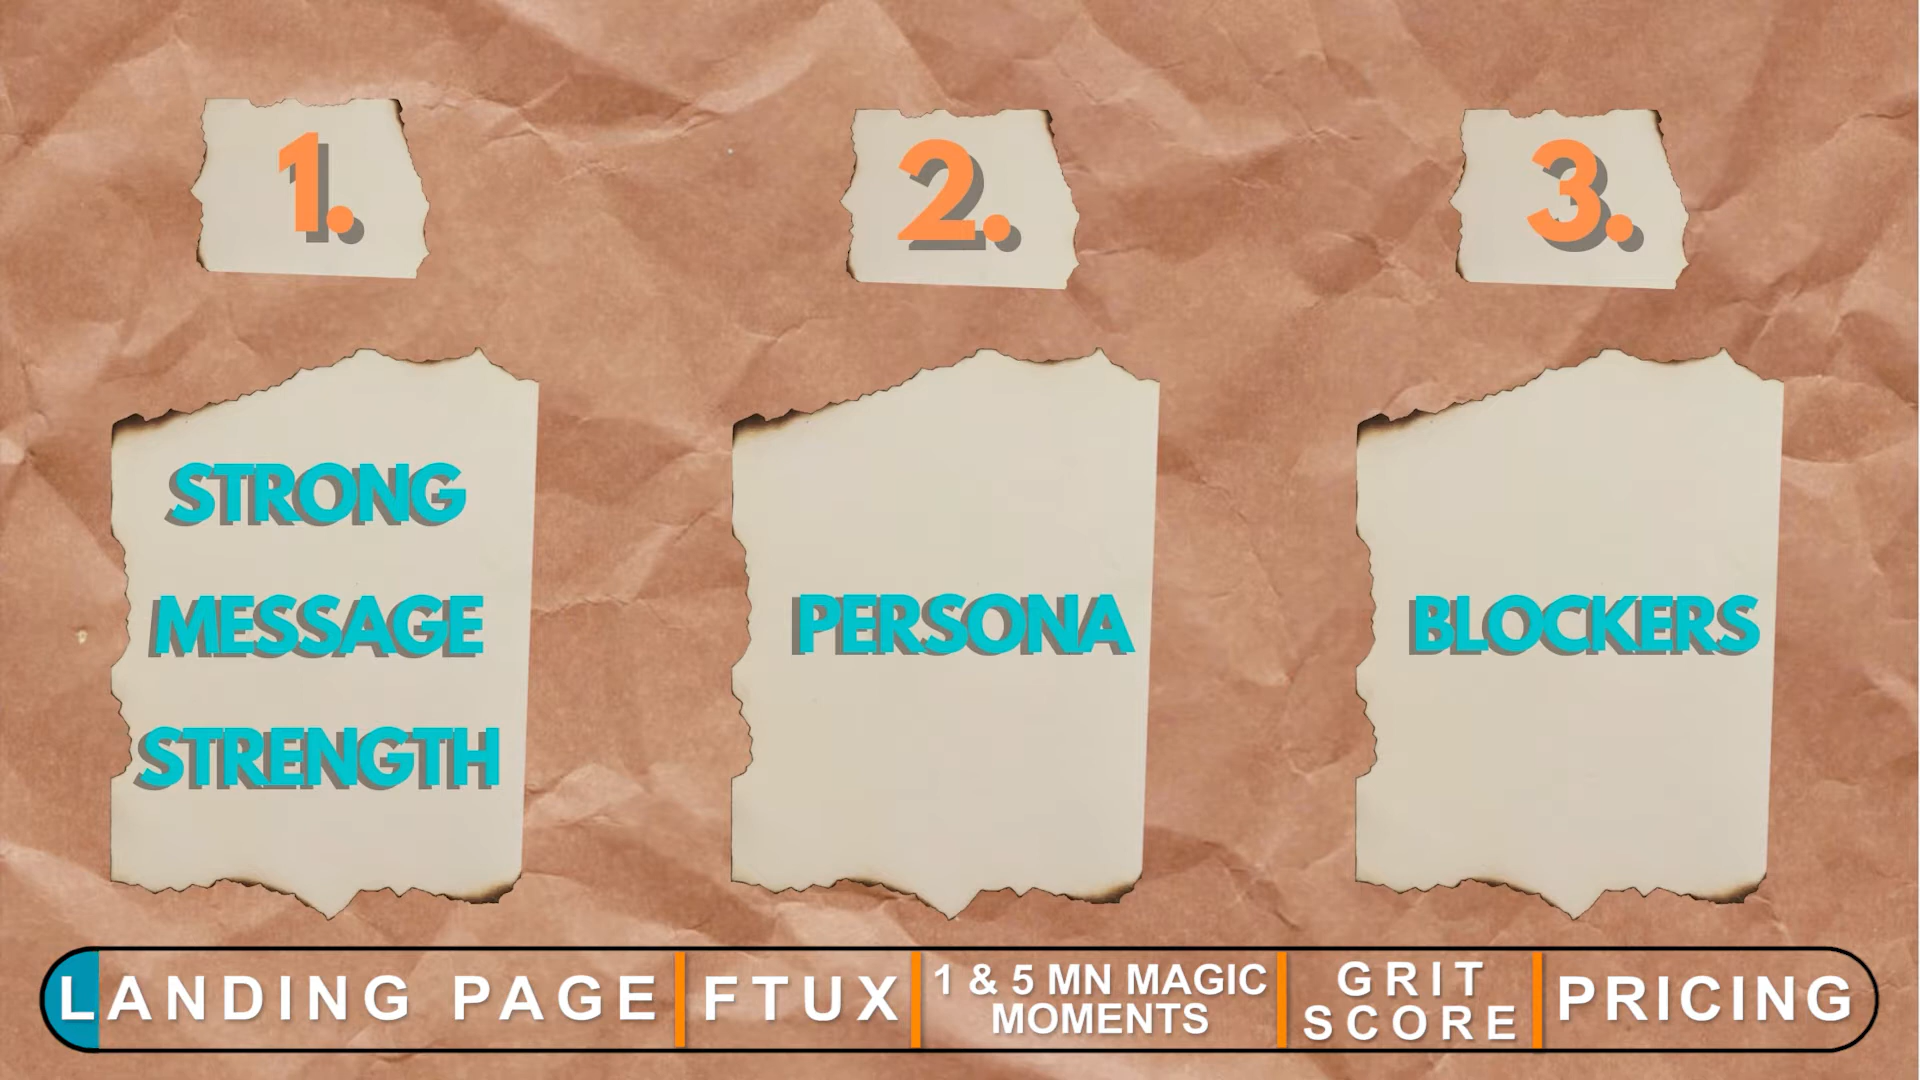 1.
2.
3.
STRONG
MESSAGE
STRENGTH
PERSONA
BLOCKERS
LANDING PAGE
FTUX
1 & 5 MN MAGIC
MOMENTS
GRIT
SCORE
PRICING